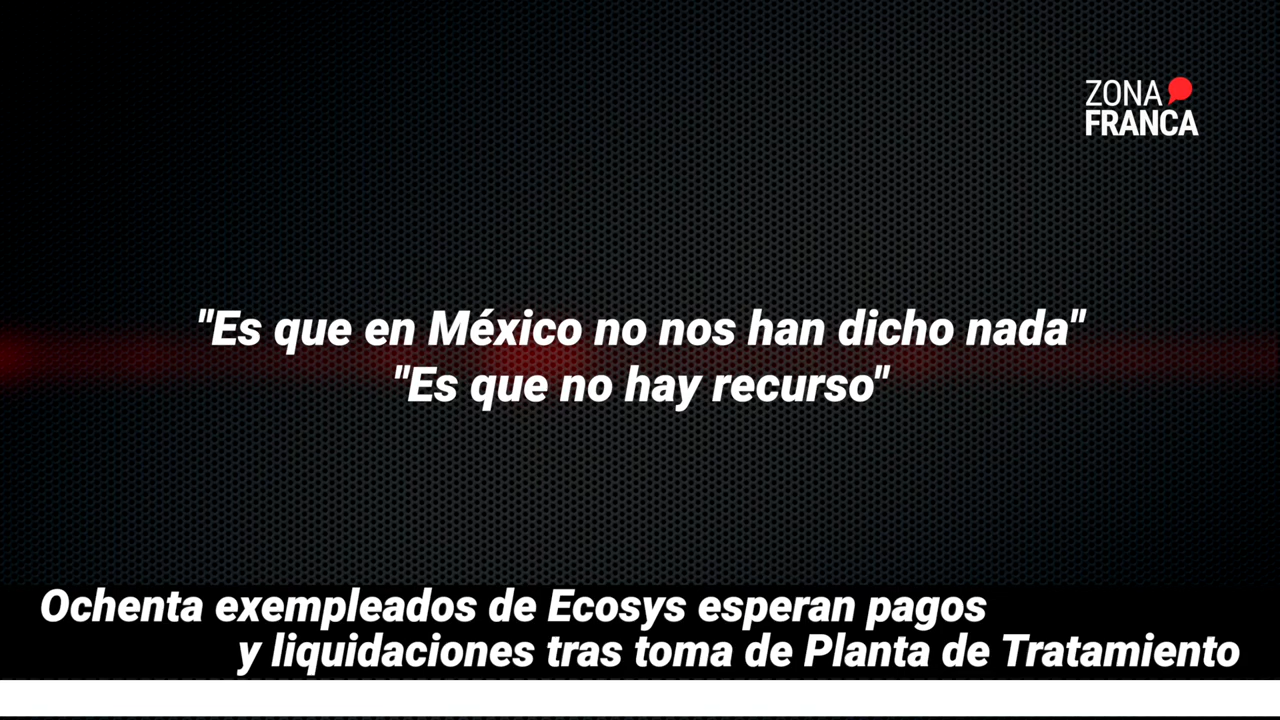 ZONA
FRANCA
"Es que en México no nos han dicho nada"
"Es que no hay recurso"
Ochenta exempleados de Ecosys esperan pagos
y liquidaciones tras toma de Planta de Tratamiento